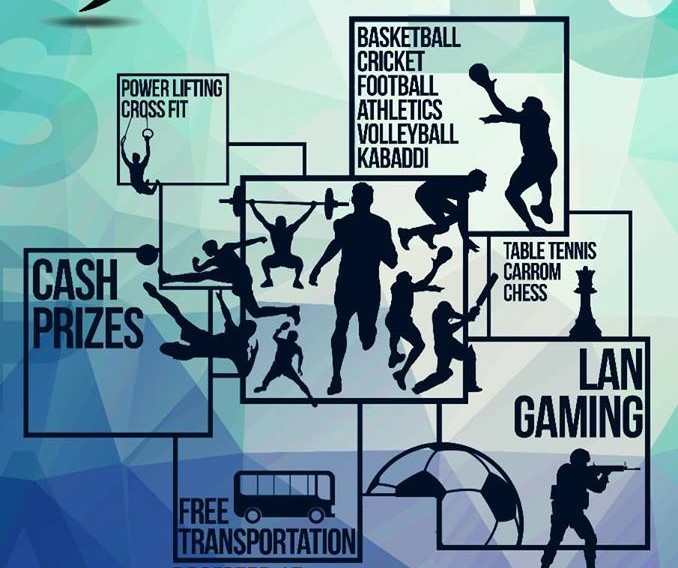 BASKETBALL
CRICKET
FOOTBALL
ATHLETICS
VOLLEYBALL
KABADDI
POWER LIFTING
CROSS FIT
TABLE TENNIS
CARROM
CHESS
CASH
PRIZES
LAN
GAMING
FREE
TRANSPORTATION